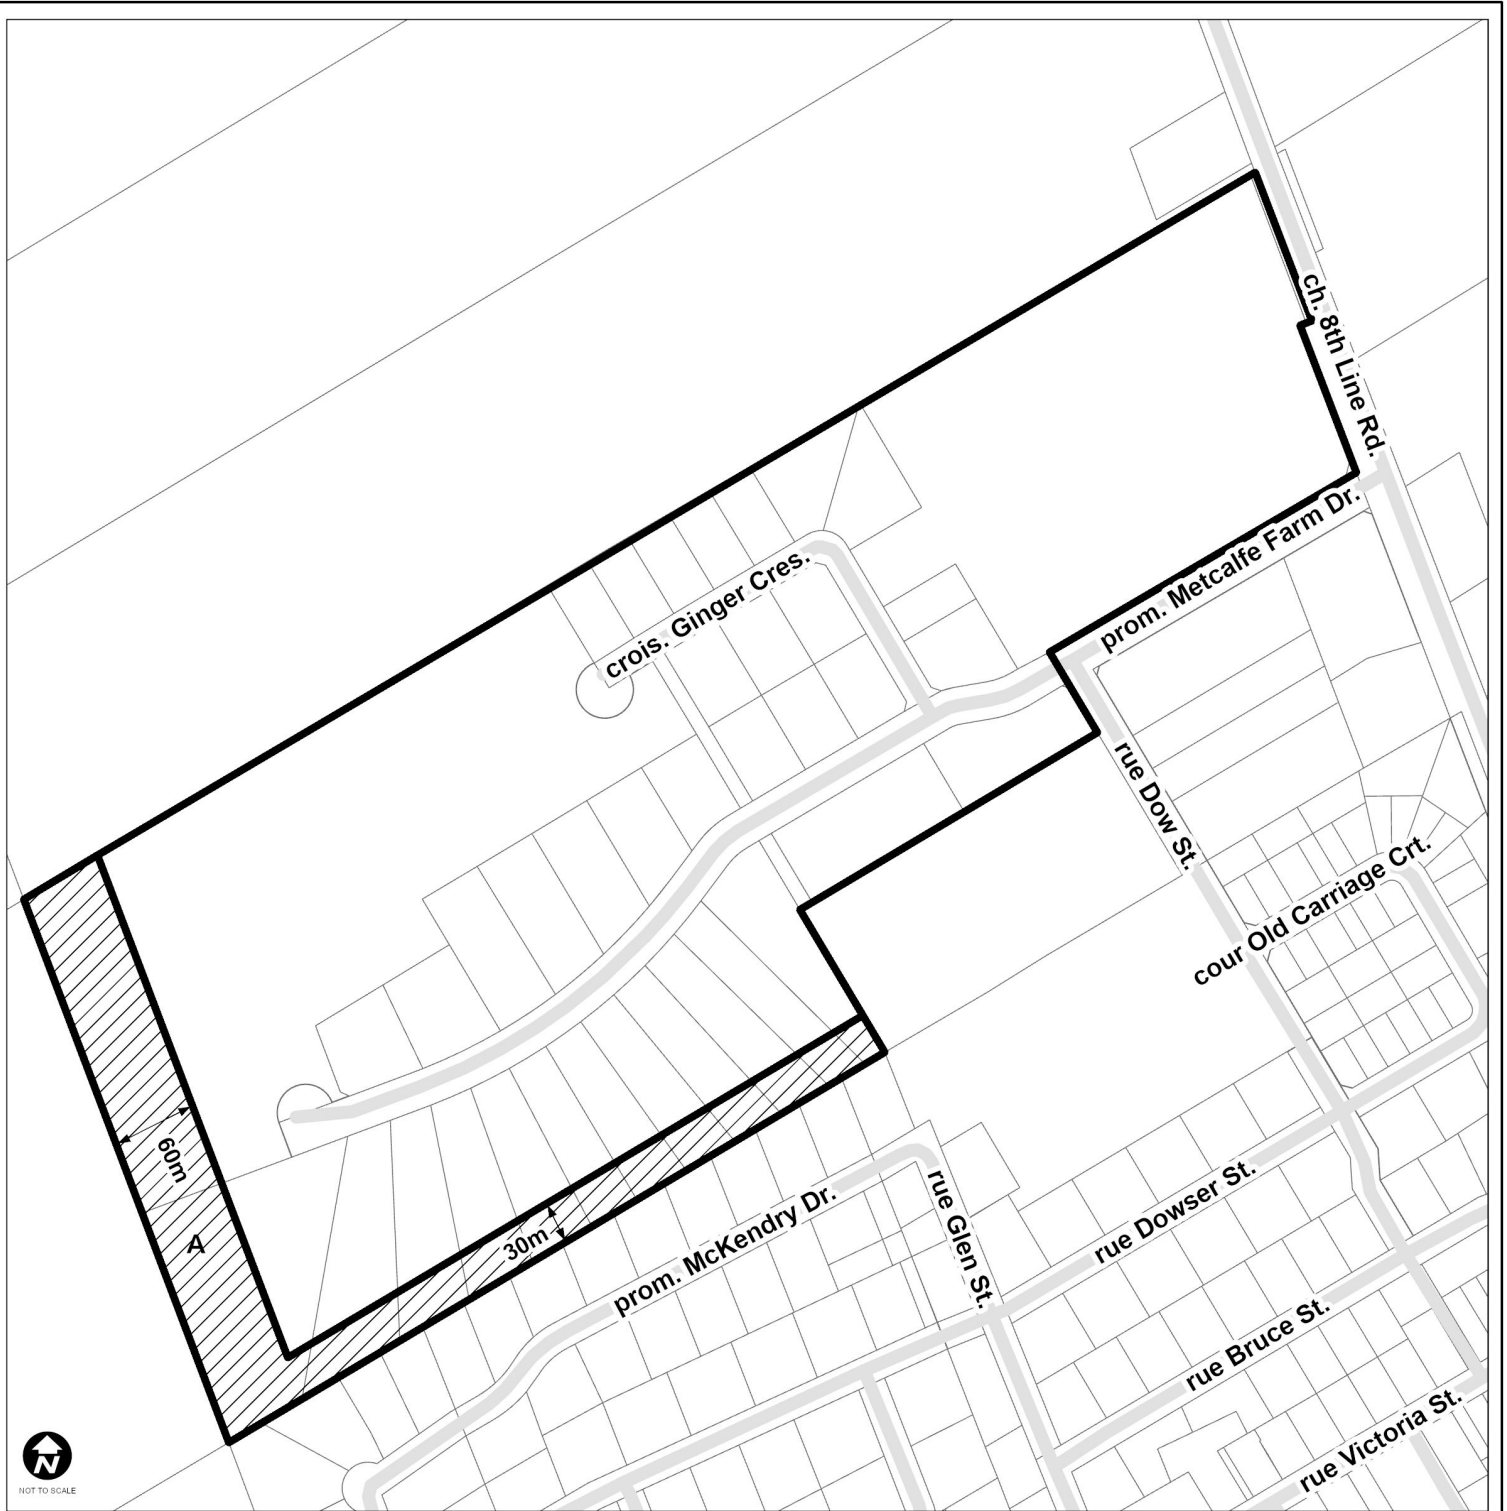 ch. 8th Line Rd.
prom. Metcalfe Farm Dr.
crois. Ginger Cres.
rue Dow St.
cour Old Carriage Crt.
60m
A
30m
prom. McKendry Dr.
rue Glen St.
rue Dowser St.
rue Bruce St.
rue Victoria St.
N
NOT TO SCALE